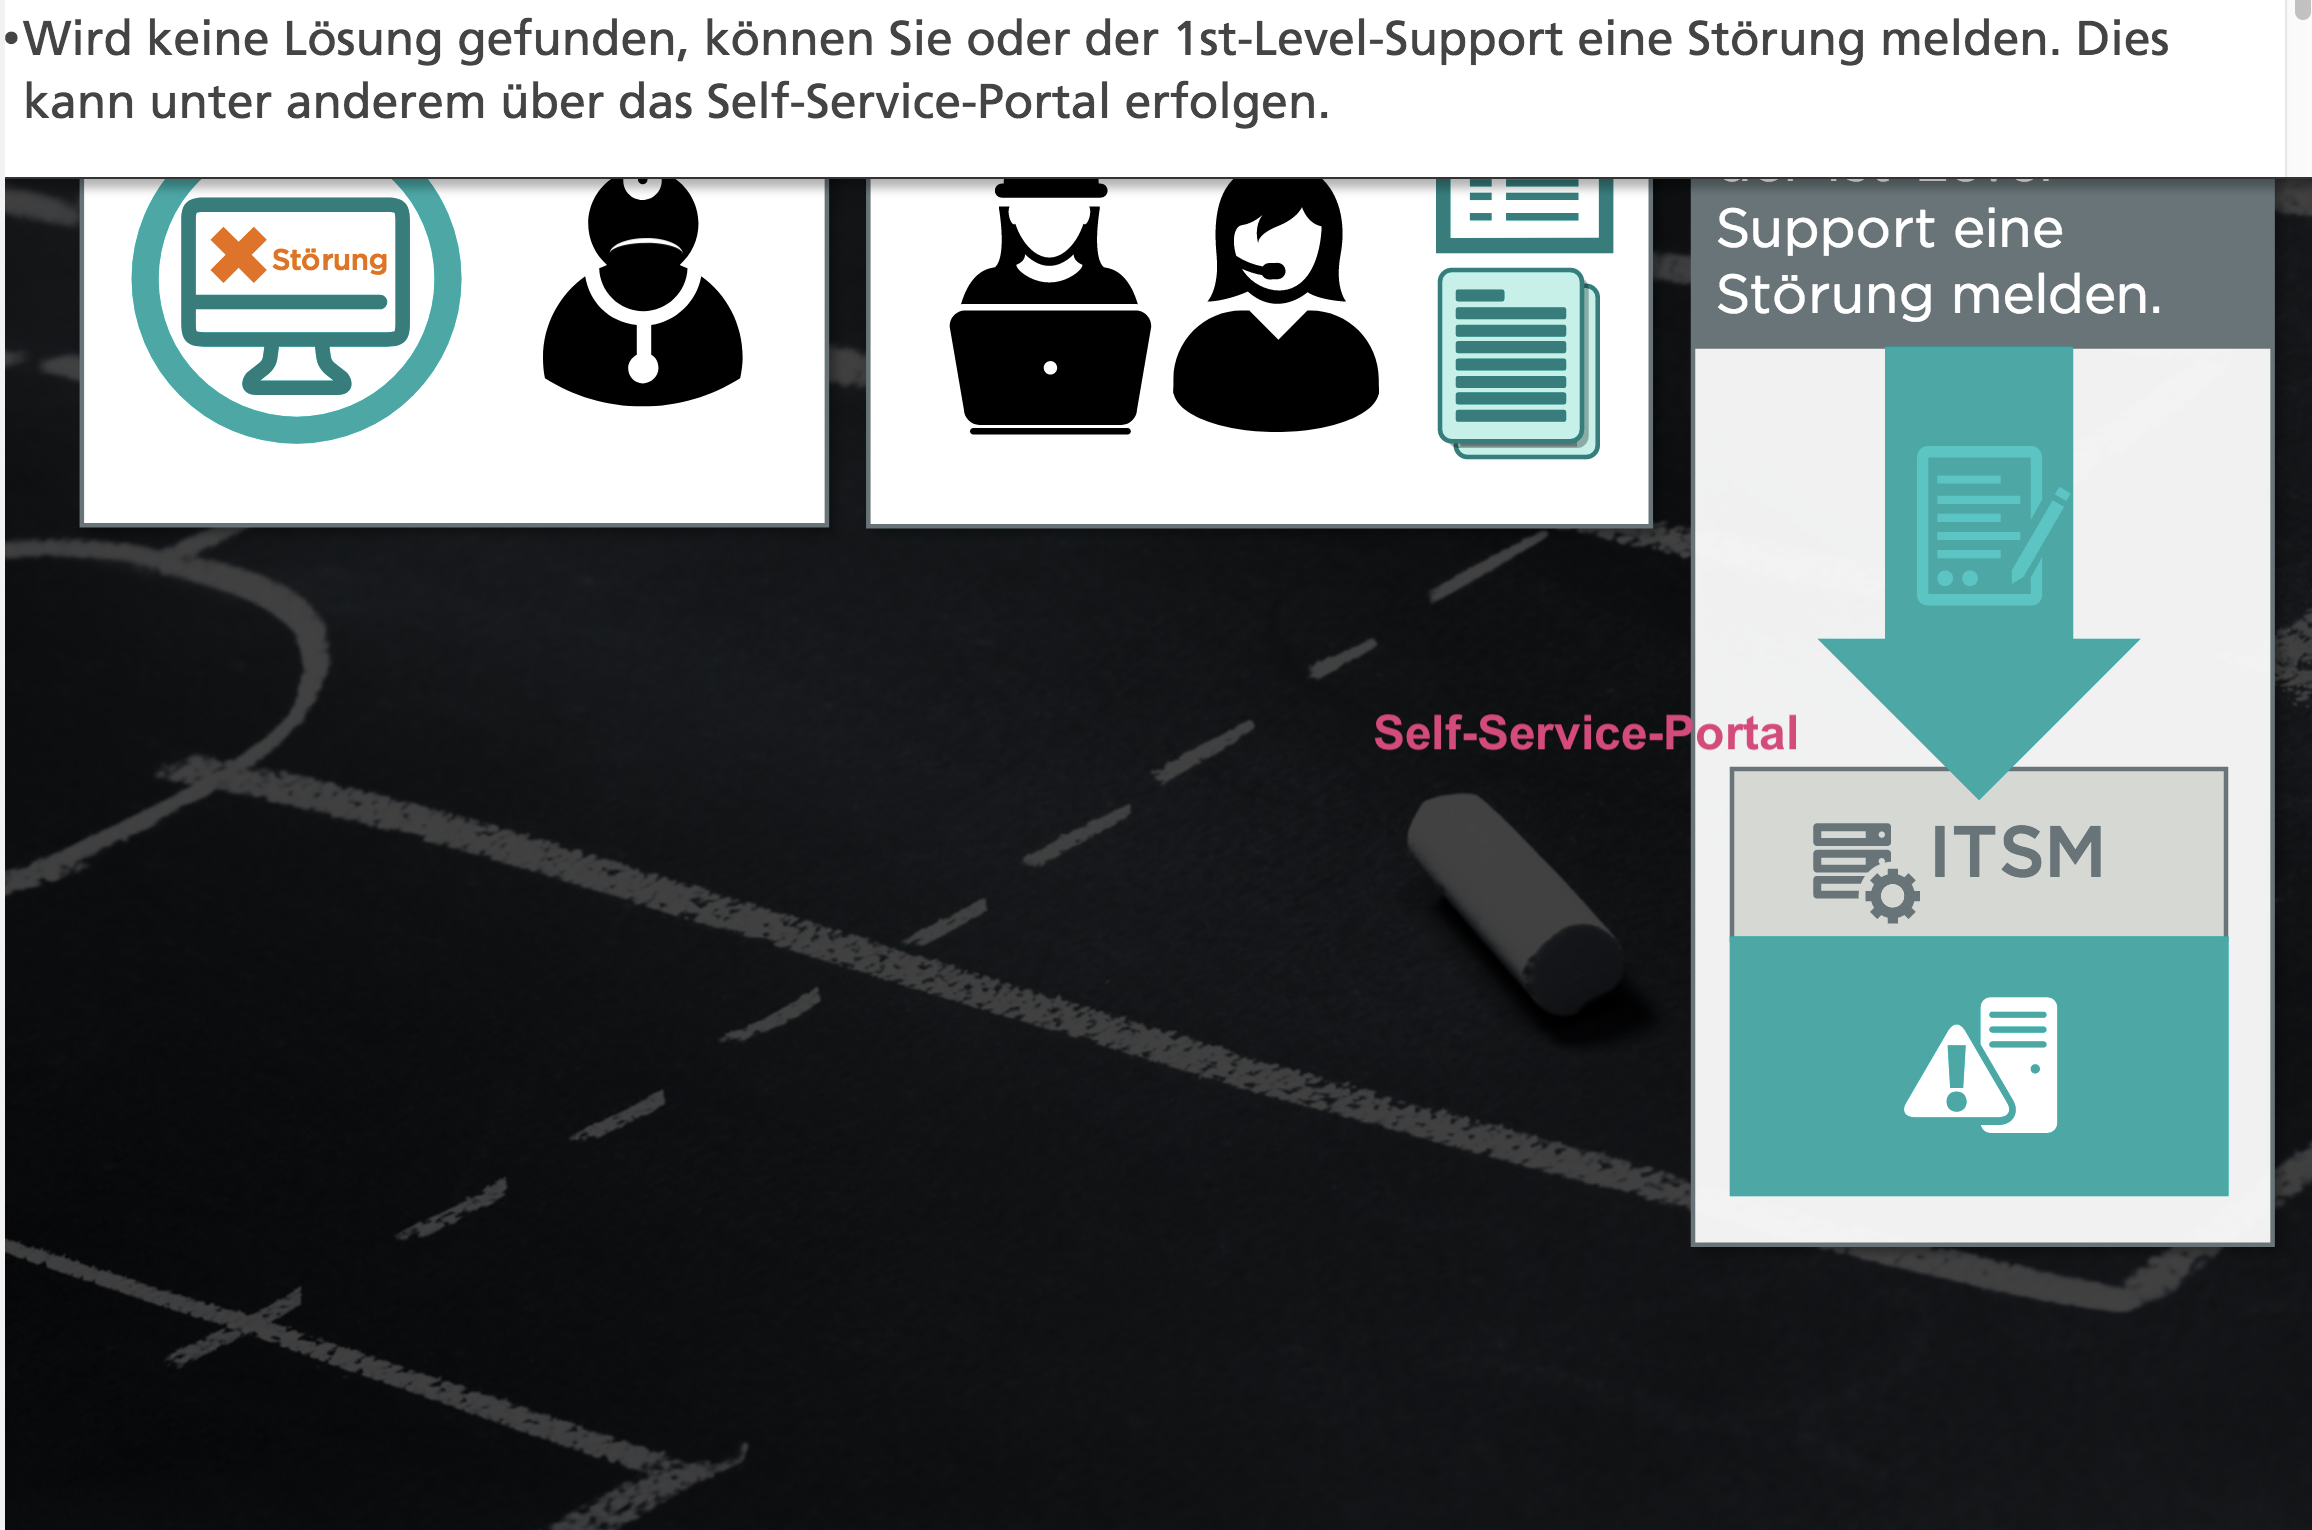 •Wird keine Lösung gefunden, können Sie oder der 1st-Level-Support eine Störung melden. Dies
kann unter anderem über das Self-Service-Portal erfolgen.
Störung
Support eine
Störung melden.
Self-Service-Portal
ITSM